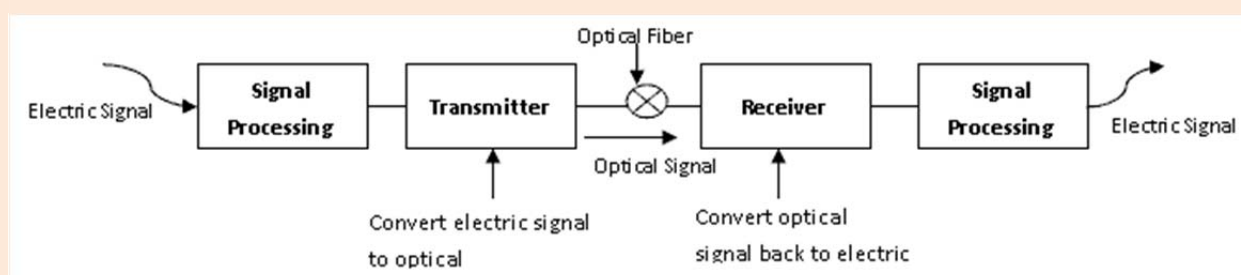 Optical Fiber
Electric Signal
Signal
Processing
Transmitter
Receiver
Signal
Processing
Electric Signal
Optical Signal
Convert electric signal
to optical
Convert optical
signal back to electric